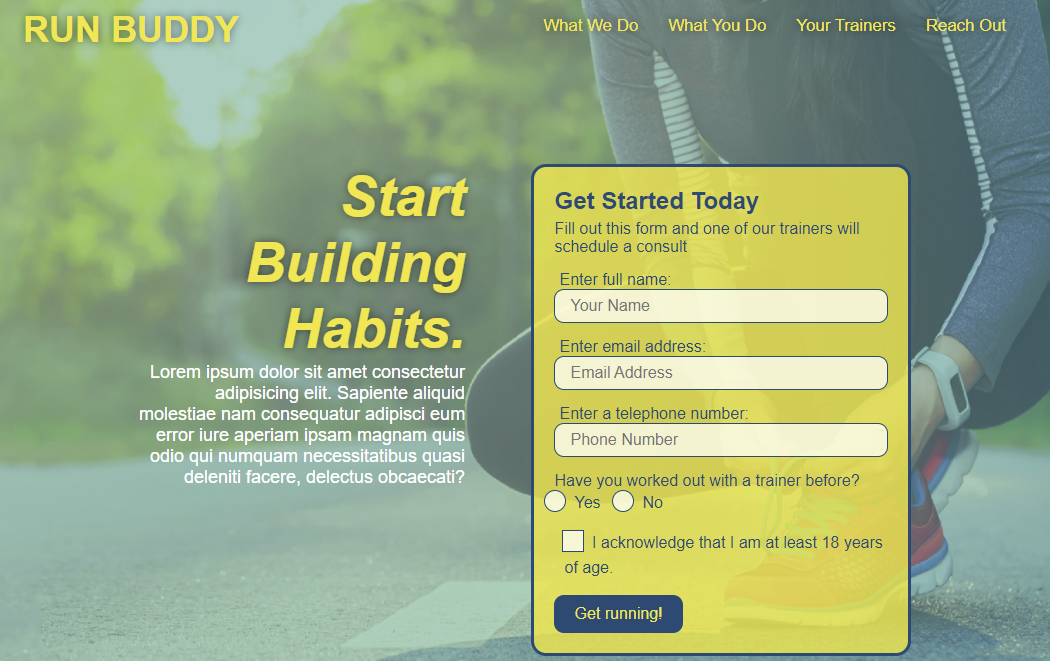 RUN BUDDY
What We Do
What You Do
Your Trainers
Reach Out
Start
Building
Habits.
Lorem ipsum dolor sit amet consectetur
adipisicing elit. Sapiente aliquid
molestiae nam consequatur adipisci eum
error iure aperiam ipsam magnam quis
odio qui numquam necessitatibus quasi
deleniti facere, delectus obcaecati?
Get Started Today
Fill out this form and one of our trainers will
schedule a consult
Enter full name:
Your Name
Enter email address:
Email Address
Enter a telephone number:
Phone Number
Have you worked out with a trainer before?
Yes No
I acknowledge that I am at least 18 years
of age.
Get running!